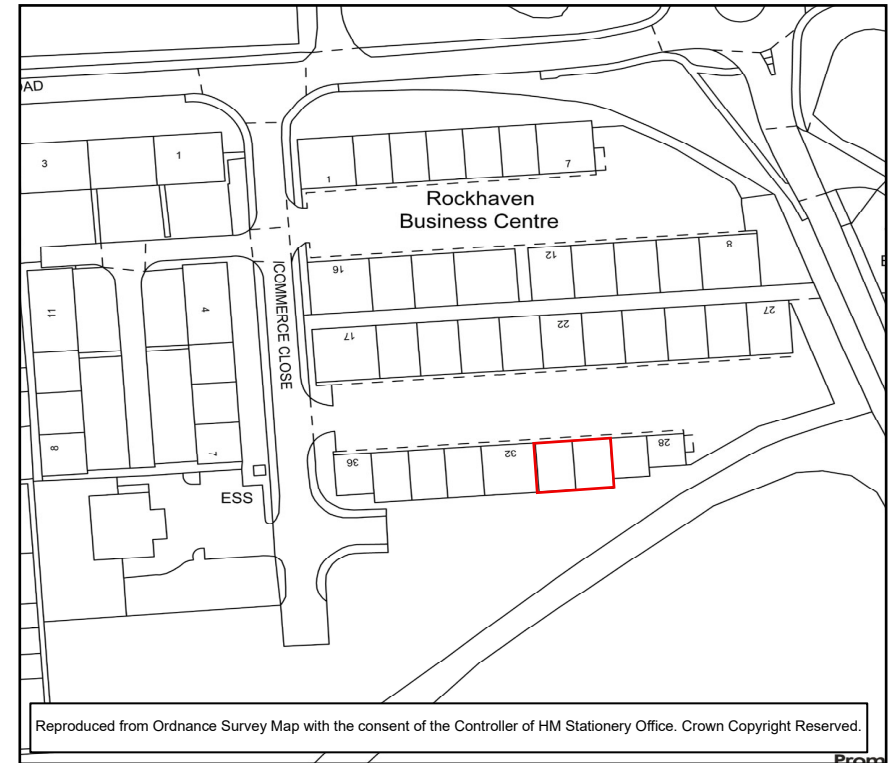 AD
3
1
1
7
Rockhaven
Business Centre
16
12
8
COMMERCE CLOSE
11
4
17
22
27
8
36
32
28
ESS
Reproduced from Ordnance Survey Map with the consent of the Controller of HM Stationery Office. Crown Copyright Reserved.
Prom